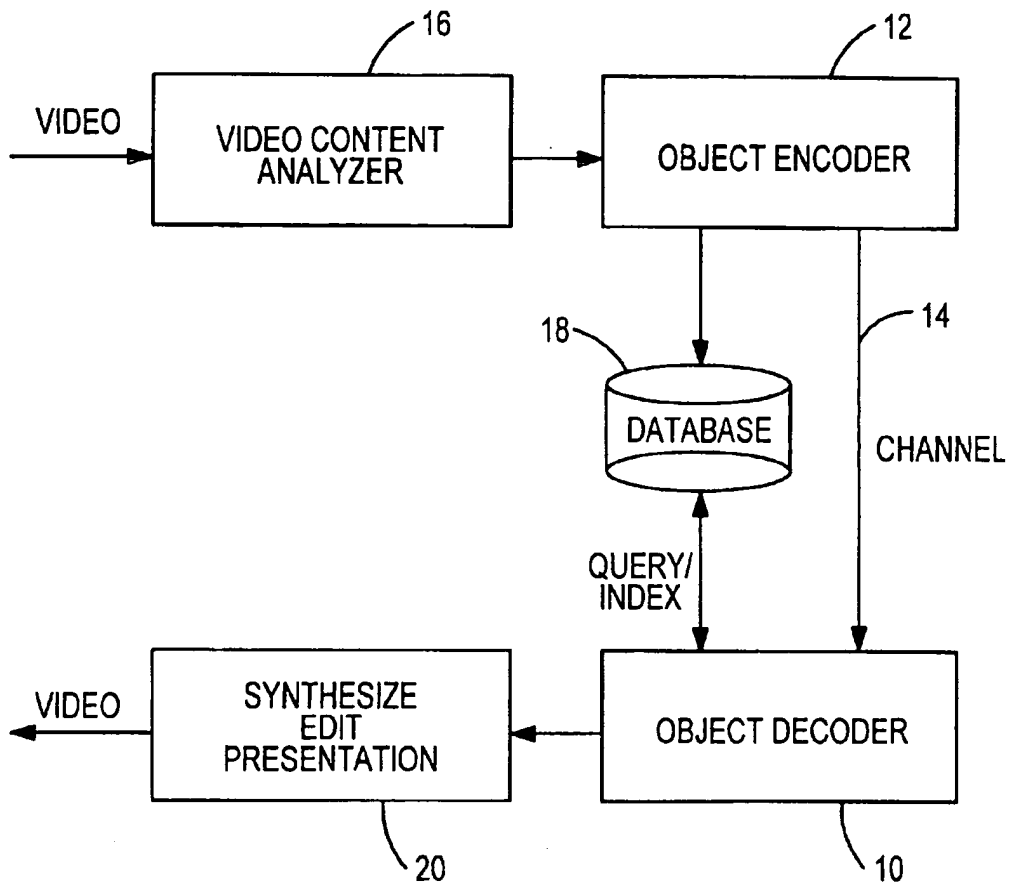 16
12
VIDEO
VIDEO CONTENT
ANALYZER
OBJECT ENCODER
18
14
DATABASE
CHANNEL
QUERY/
INDEX
VIDEO
SYNTHESIZE
EDIT
PRESENTATION
OBJECT DECODER
20
10